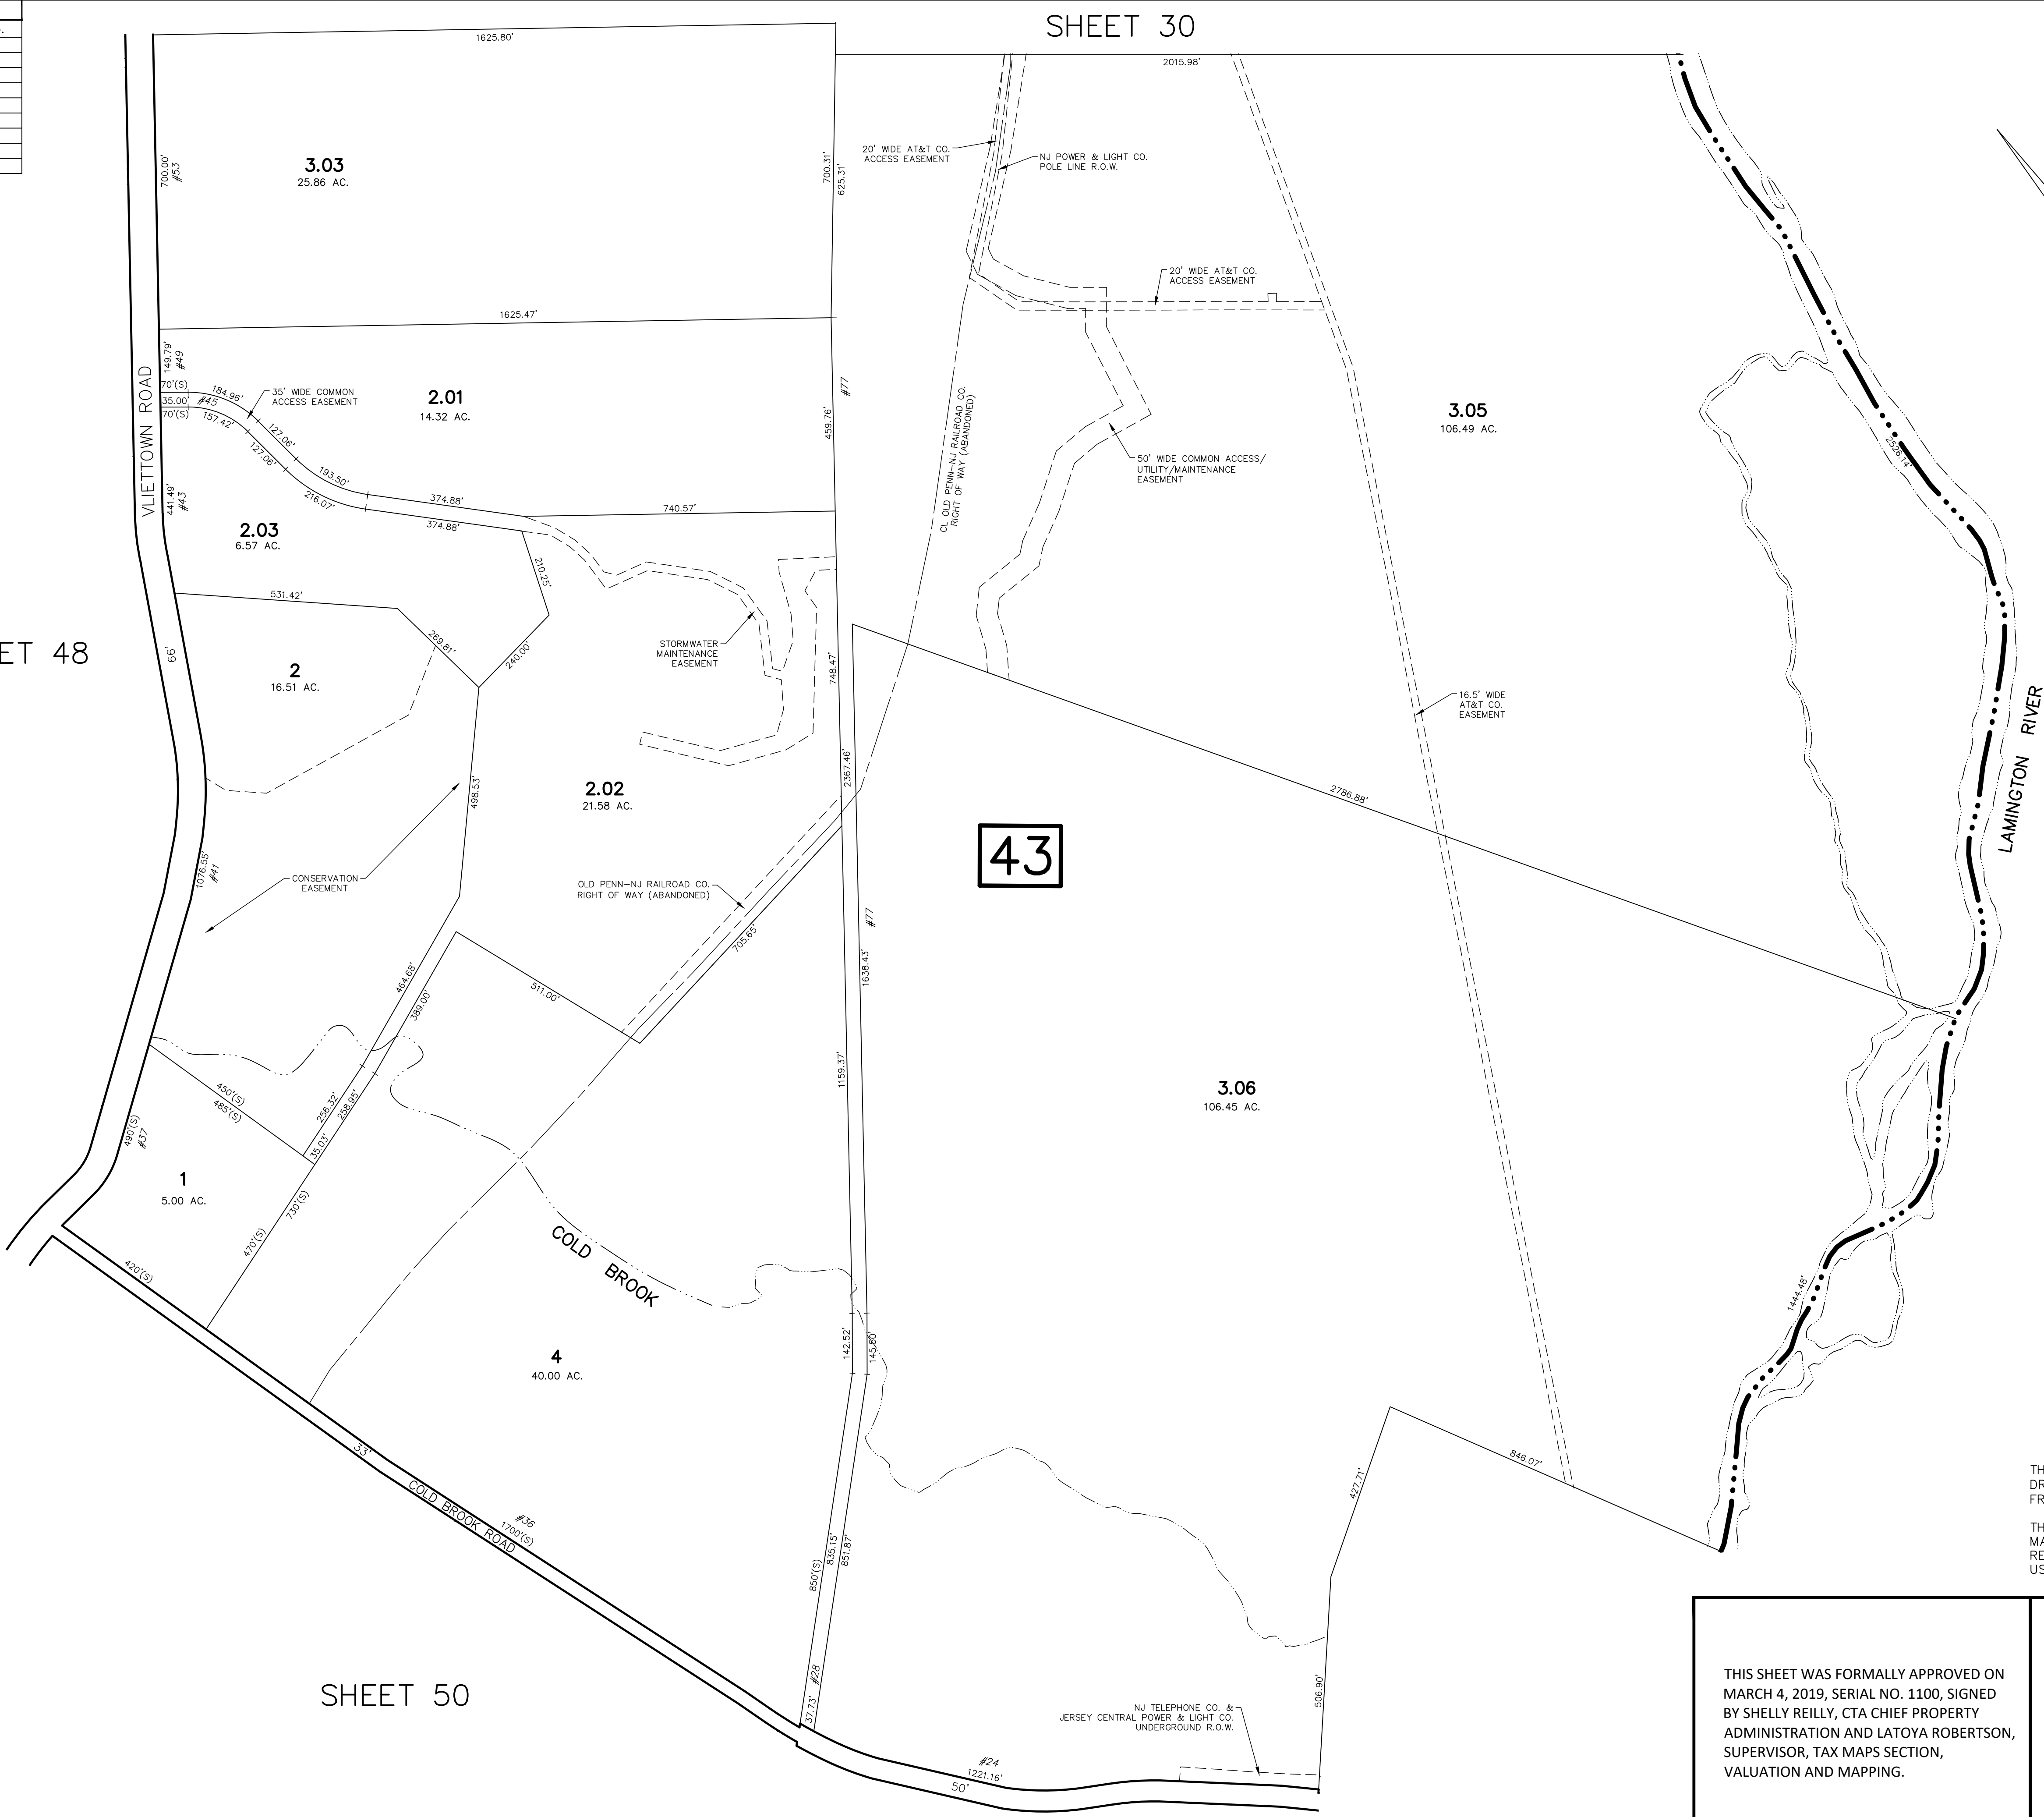 SHEET 30
1625.80'
2015.98'
700.00'
#53
3.03
25.86 AC.
700.31'
625.31'
20' WIDE AT&T CO.
ACCESS EASEMENT
NJ POWER & LIGHT CO.
POLE LINE R.O.W.
20' WIDE AT&T CO.
ACCESS EASEMENT
1625.47'
149.79'
#49
70'(S)
35.00'
70'(S)
#45
184.96'
157.42'
35' WIDE COMMON
ACCESS EASEMENT
127.06'
127.06'
2.01
14.32 AC.
193.50'
216.07'
374.88'
374.88'
740.57'
459.76'
#77
CL OLD PENN-NJ RAILROAD CO.
RIGHT OF WAY (ABANDONED)
50' WIDE COMMON ACCESS/
UTILITY/MAINTENANCE
EASEMENT
3.05
106.49 AC.
2526.14'
VLIETTOWN ROAD
441.49'
#43
2.03
6.57 AC.
531.42'
269.81'
210.25'
240.00'
STORMWATER
MAINTENANCE
EASEMENT
748.47'
ET 48
66'
2
16.51 AC.
16.5' WIDE
AT&T CO.
EASEMENT
LAMINGTON RIVER
498.53'
2.02
21.58 AC.
2367.46'
2786.88'
43
1076.55'
#41
CONSERVATION
EASEMENT
OLD PENN-NJ RAILROAD CO.
RIGHT OF WAY (ABANDONED)
705.65'
#77
1638.43'
464.68'
389.00'
511.00'
1159.37'
450'(S)
485'(S)
256.32'
258.95'
35.03'
490'(S)
#37
1
5.00 AC.
470'(S)
730'(S)
3.06
106.45 AC.
COLD BROOK
420'(S)
1444.48'
142.52'
145.80'
4
40.00 AC.
33'
COLD BROOK ROAD
#36
1700'(S)
427.71'
846.07'
850'(S)
835.15'
851.87'
37.73'
#28
506.90'
SHEET 50
NJ TELEPHONE CO. &
JERSEY CENTRAL POWER & LIGHT CO.
UNDERGROUND R.O.W.
#24
1221.16'
50'
TH
DR
FR
TH
MA
RE
US
THIS SHEET WAS FORMALLY APPROVED ON
MARCH 4, 2019, SERIAL NO. 1100, SIGNED
BY SHELLY REILLY, CTA CHIEF PROPERTY
ADMINISTRATION AND LATOYA ROBERTSON,
SUPERVISOR, TAX MAPS SECTION,
VALUATION AND MAPPING.